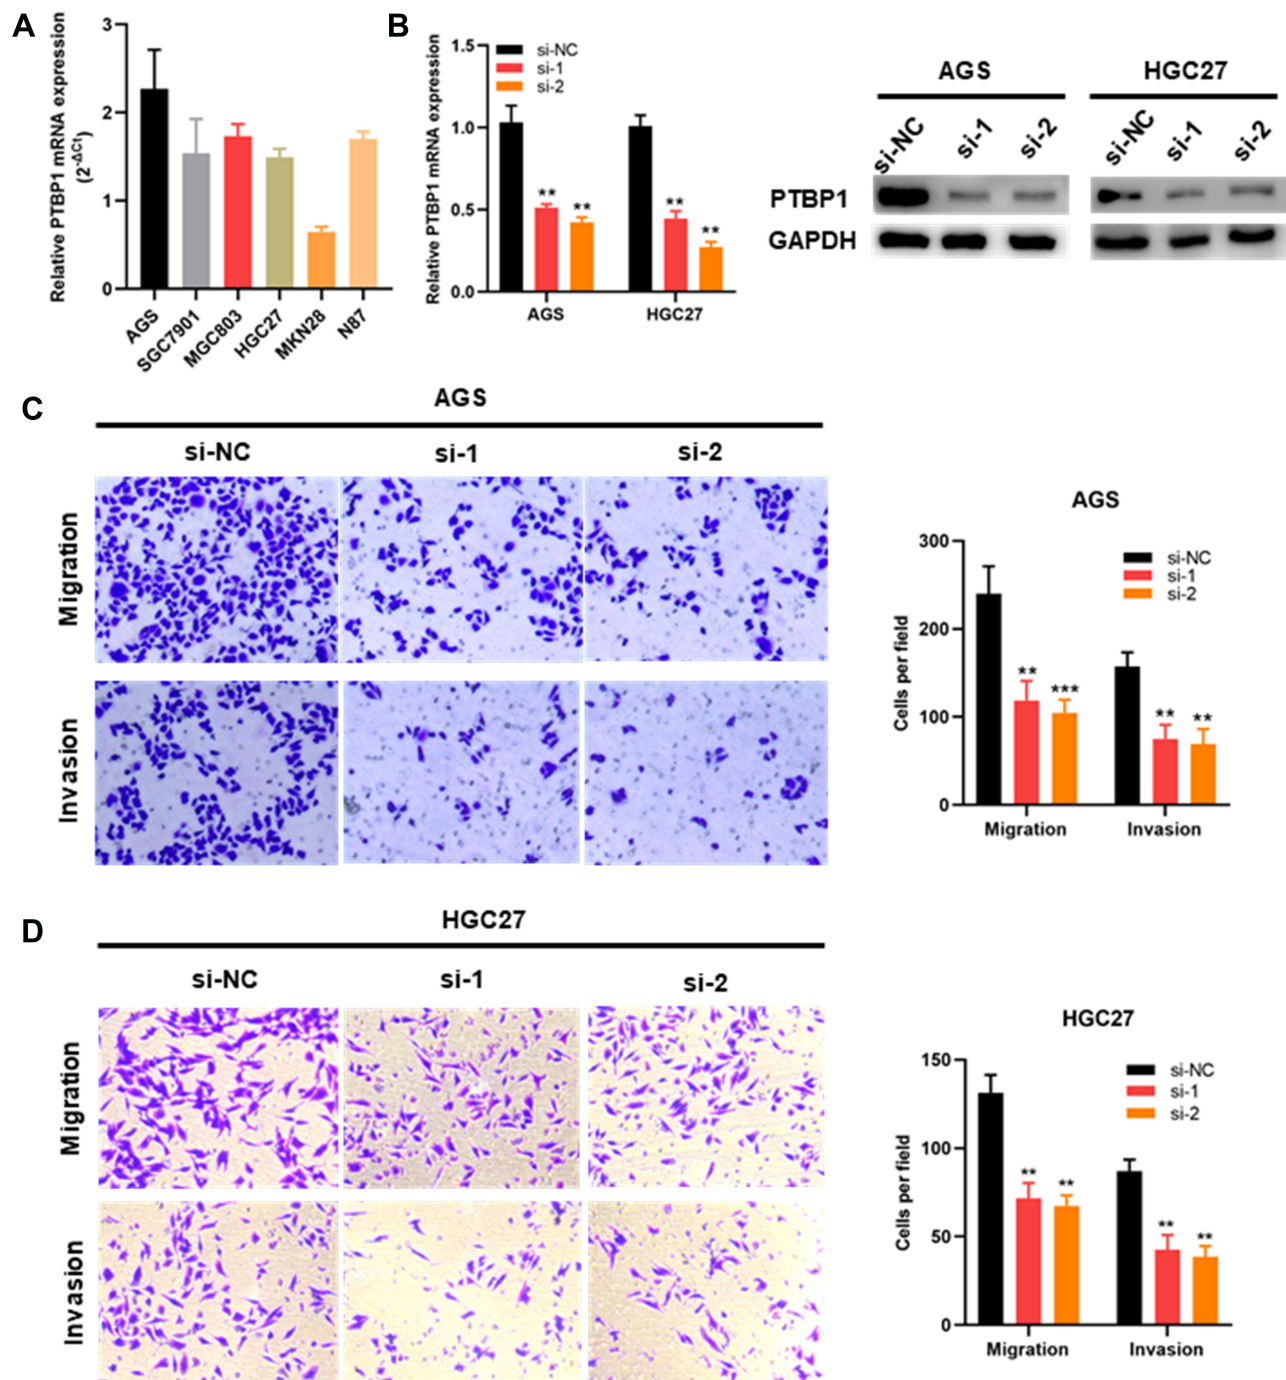 A
Relative PTBP1 mRNA expression
(2^-ΔCt)
3
2
1
0
AGS
SGC7901
MGC803
HGC27
MKN28
N87
B
Relative PTBP1 mRNA expression
1.5
1.0
0.5
0.0
si-NC
si-1
si-2
**
**
**
**
AGS
HGC27
AGS
HGC27
si-NC
si-1
si-2
si-NC
si-1
si-2
PTBP1
GAPDH
C
AGS
si-NC
si-1
si-2
Migration
Invasion
AGS
Cells per field
300
200
100
0
si-NC
si-1
si-2
**
***
**
**
Migration
Invasion
D
HGC27
si-NC
si-1
si-2
Migration
Invasion
HGC27
Cells per field
150
100
50
0
si-NC
si-1
si-2
**
**
**
**
Migration
Invasion